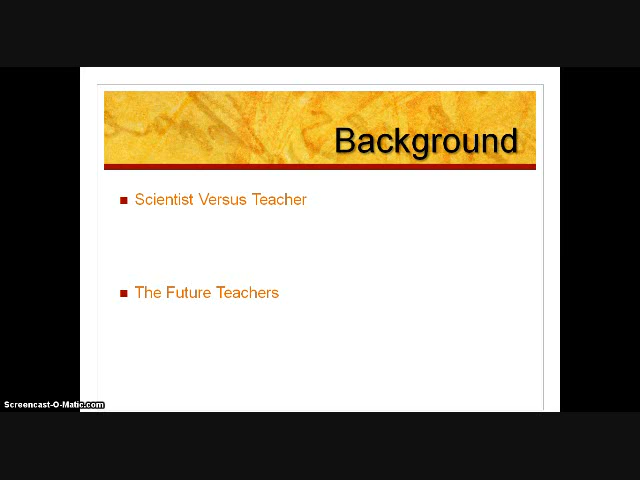 Background
Scientist Versus Teacher
The Future Teachers
Screencast-O-Matic.com